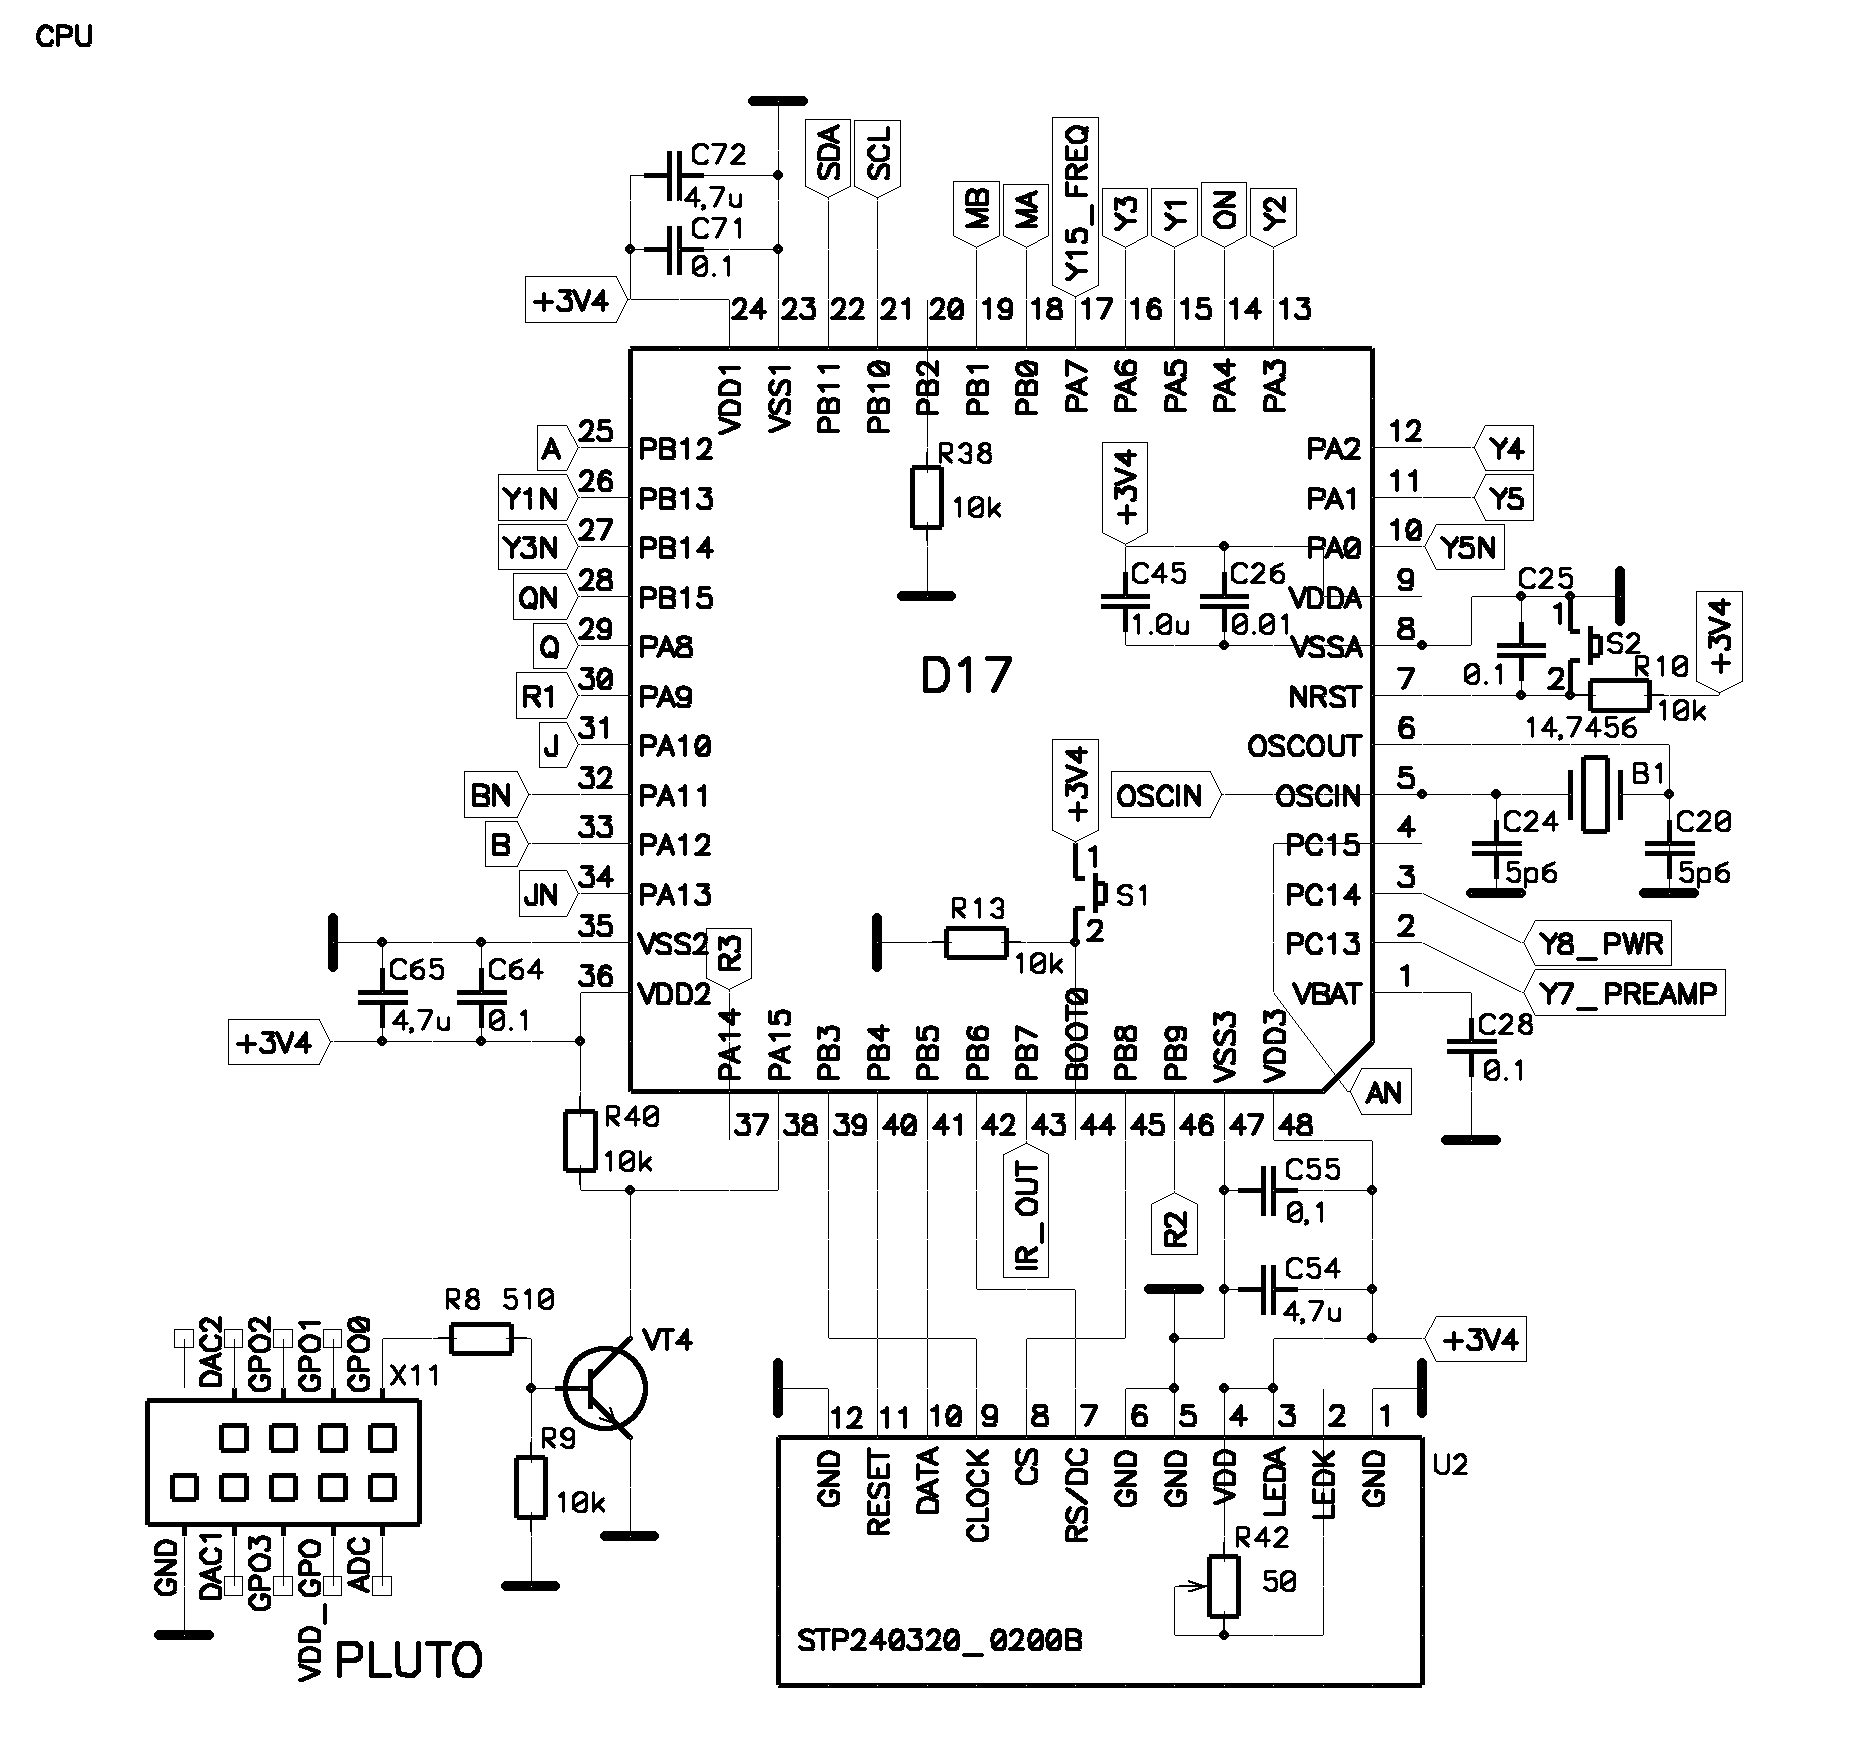 CPU
C72
4,7u
C71
0.1
+3V4
SDA
SCL
MB
MA
Y15_FREQ
Y3
Y1
ON
Y2
24 23 22 21 20 19 18 17 16 15 14 13
VDD1 VSS1 PB11 PB10 PB2 PB1 PB0 PA7 PA6 PA5 PA4 PA3
A 25 PB12
Y1N 26 PB13
Y3N 27 PB14
QN 28 PB15
Q 29 PA8
R1 30 PA9
J 31 PA10
BN 32 PA11
B 33 PA12
JN 34 PA13
35 VSS2
36 VDD2
R38
10k
+3V4
C45
1.0u
C26
0.01
D17
PA2 12 Y4
PA1 11 Y5
PA0 10 Y5N
VDDA 9
VSSA 8
NRST 7
OSCOUT 6
OSCIN OSCIN 5
PC15 4
PC14 3 Y8_PWR
PC13 2 Y7_PREAMP
VBAT 1
C25
0.1
1
S2
2
R10
10k
+3V4
14,7456
B1
C24
5p6
C20
5p6
C28
0.1
AN
+3V4
1
S1
2
R13
10k
R3
C65
4,7u
C64
0.1
+3V4
PA14 PA15 PB3 PB4 PB5 PB6 PB7 BOOT0 PB8 PB9 VSS3 VDD3
37 38 39 40 41 42 43 44 45 46 47 48
R40
10k
IR_OUT
R2
C55
0,1
C54
4,7u
+3V4
R8 510
VT4
R9
10k
DAC2 GPO2 GPO1 GPO0
X11
GND DAC1 GPO3 VDD_GPO ADC
PLUTO
12 11 10 9 8 7 6 5 4 3 2 1
GND RESET DATA CLOCK CS RS/DC GND GND VDD LEDA LEDK GND
U2
R42
50
STP240320_0200B